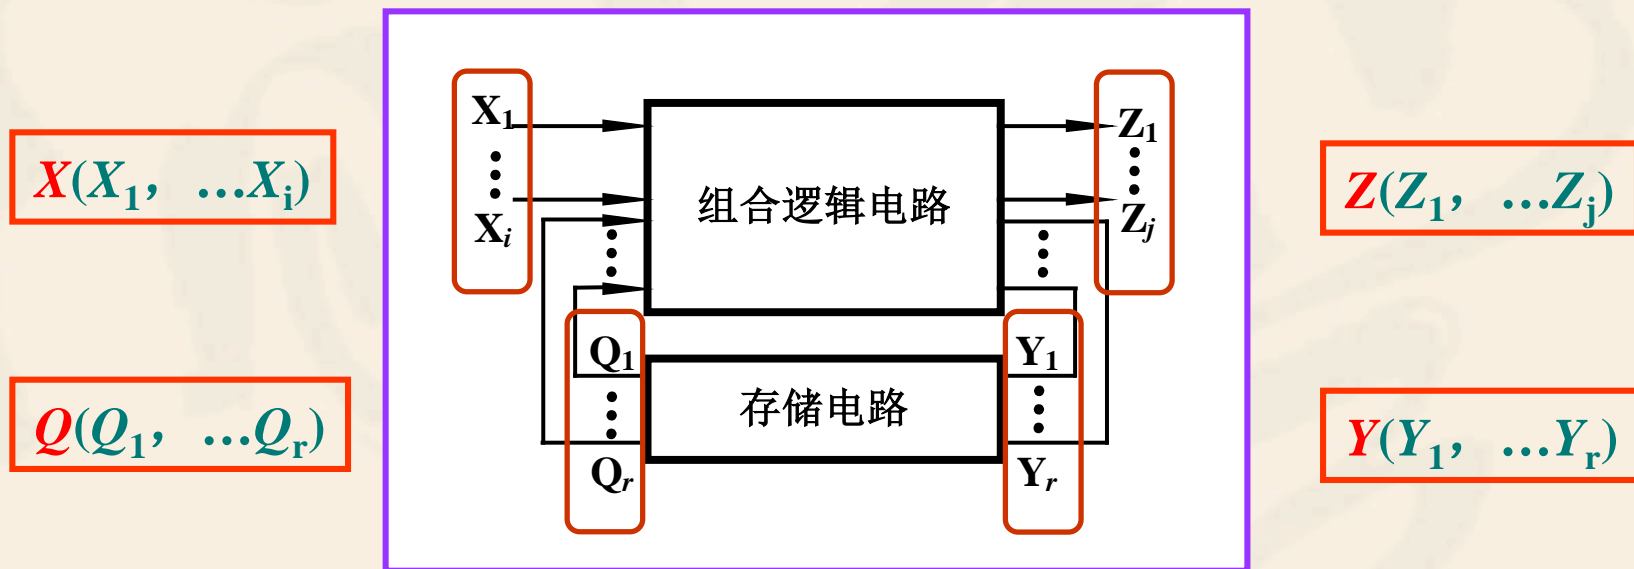 X(X₁，…Xᵢ)
Q(Q₁，…Qᵣ)
X₁
Xᵢ
组合逻辑电路
Z₁
Zⱼ
Q₁
Qᵣ
存储电路
Y₁
Yᵣ
Z(Z₁，…Zⱼ)
Y(Y₁，…Yᵣ)